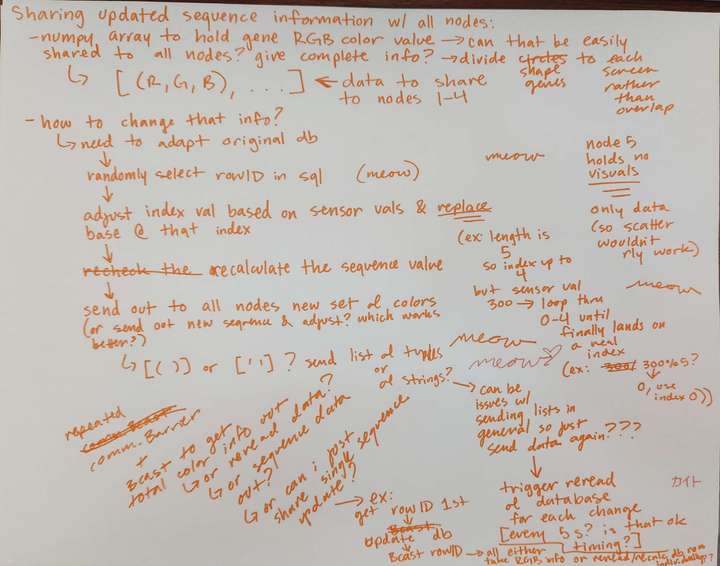 Sharing updated sequence information w/ all nodes:
- numpy array to hold gene RGB color value → can that be easily
shared to all nodes? give complete info? → divide circles to each
shape screen
genes rather
than
overlap
↳ [(R, G, B), ...] ← data to share
to nodes 1-4
- how to change that info?
↳ need to adapt original db
↓
randomly select rowID in sql (meow)
↓
adjust index val based on sensor vals & replace
base @ that index
↓
recheck the recalculate the sequence value
↓
send out to all nodes new set of colors
(or send out new sequence & adjust? which works
better?)
↳ [( )] or [' '] ? send list of tuples
or
of strings?
meow
node 5
holds no
visuals
only data
(so scatter
wouldn't
rly work)
(ex: length is
5
so index up to
4
but sensor val
300 → loop thru
0-4 until
finally lands on
a real
index
(ex: 300/ 300%5?
↓
0, use
index 0))
meow
meow
meow
→ can be
issues w/
sending lists in
general so just
send data again???
↓
trigger reread
of database
for each change
[every 5 s? is that ok
timing?]
カイト
repeated
comm. Bcast
comm. Barrier
+
Bcast to get
total color info out
↳ or reread data?
↳ or sequence data
out?
↳ or can i just
share single sequence
update?
→ ex:
get rowID 1st
Bcast
update db
↓
Bcast rowID → all either
take RGB info or reread/recalc db row